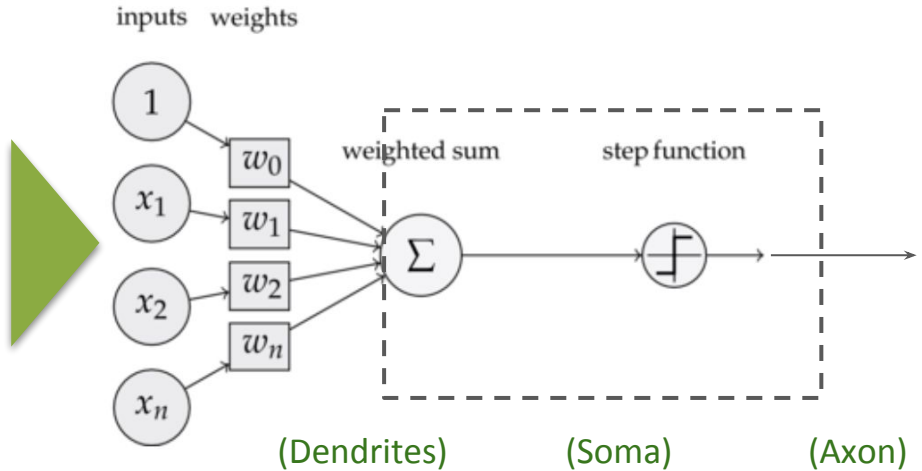 inputs weights
1
w₀
weighted sum
step function
x₁
w₁
Σ
x₂
w₂
wₙ
xₙ
(Dendrites) (Soma) (Axon)